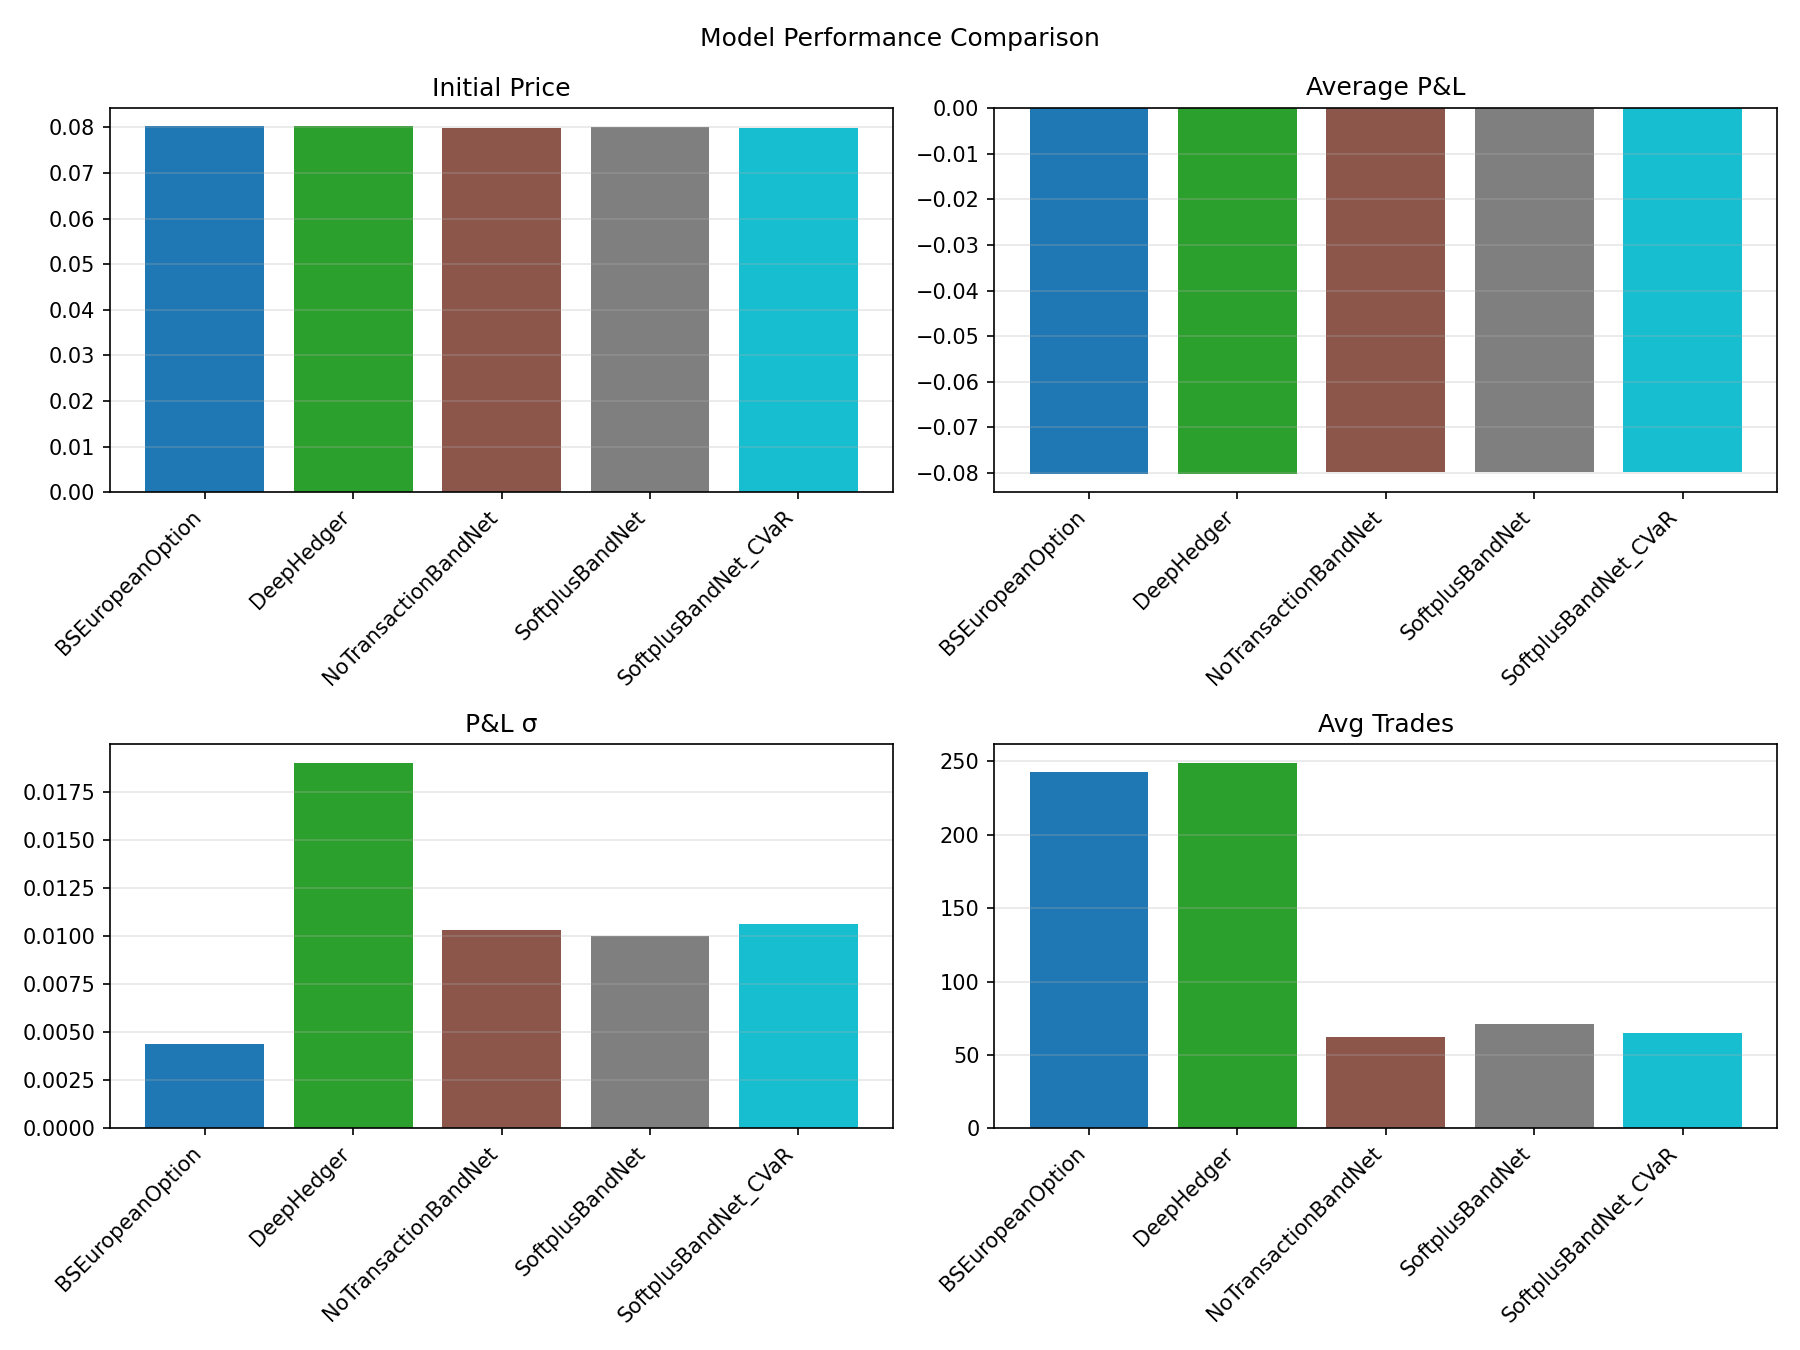 Model Performance Comparison
Initial Price
0.08
0.07
0.06
0.05
0.04
0.03
0.02
0.01
0.00
BSEuropeanOption
DeepHedger
NoTransactionBandNet
SoftplusBandNet
SoftplusBandNet_CVaR
Average P&L
0.00
−0.01
−0.02
−0.03
−0.04
−0.05
−0.06
−0.07
−0.08
BSEuropeanOption
DeepHedger
NoTransactionBandNet
SoftplusBandNet
SoftplusBandNet_CVaR
P&L σ
0.0175
0.0150
0.0125
0.0100
0.0075
0.0050
0.0025
0.0000
BSEuropeanOption
DeepHedger
NoTransactionBandNet
SoftplusBandNet
SoftplusBandNet_CVaR
Avg Trades
250
200
150
100
50
0
BSEuropeanOption
DeepHedger
NoTransactionBandNet
SoftplusBandNet
SoftplusBandNet_CVaR